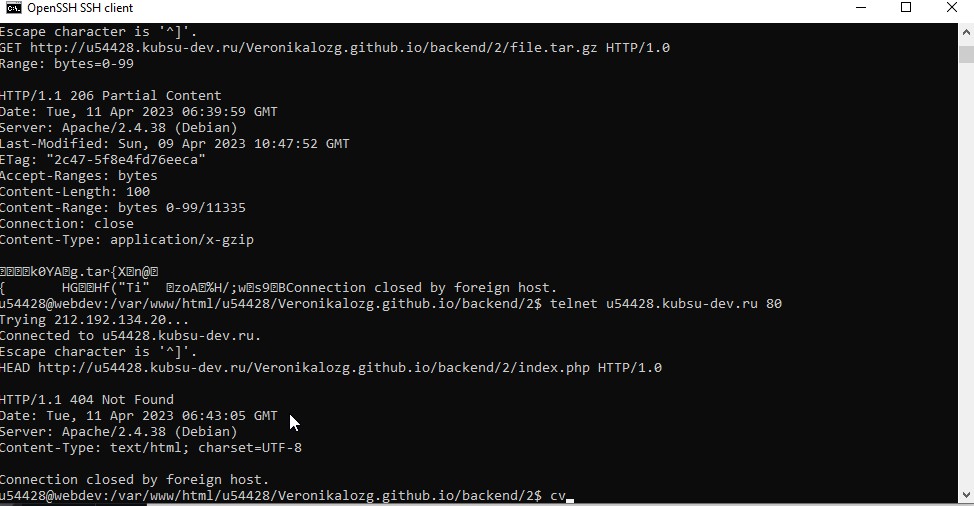 OpenSSH SSH client
Escape character is '^]'.
GET http://u54428.kubsu-dev.ru/Veronikalozg.github.io/backend/2/file.tar.gz HTTP/1.0
Range: bytes=0-99
HTTP/1.1 206 Partial Content
Date: Tue, 11 Apr 2023 06:39:59 GMT
Server: Apache/2.4.38 (Debian)
Last-Modified: Sun, 09 Apr 2023 10:47:52 GMT
ETag: "2c47-5f8e4fd76eeca"
Accept-Ranges: bytes
Content-Length: 100
Content-Range: bytes 0-99/11335
Connection: close
Content-Type: application/x-gzip
k0YA g.tar{X n@
{ HG Hf("Ti" zoA %H/;w s9 BConnection closed by foreign host.
u54428@webdev:/var/www/html/u54428/Veronikalozg.github.io/backend/2$ telnet u54428.kubsu-dev.ru 80
Trying 212.192.134.20...
Connected to u54428.kubsu-dev.ru.
Escape character is '^]'.
HEAD http://u54428.kubsu-dev.ru/Veronikalozg.github.io/backend/2/index.php HTTP/1.0
HTTP/1.1 404 Not Found
Date: Tue, 11 Apr 2023 06:43:05 GMT
Server: Apache/2.4.38 (Debian)
Content-Type: text/html; charset=UTF-8
Connection closed by foreign host.
u54428@webdev:/var/www/html/u54428/Veronikalozg.github.io/backend/2$ cv